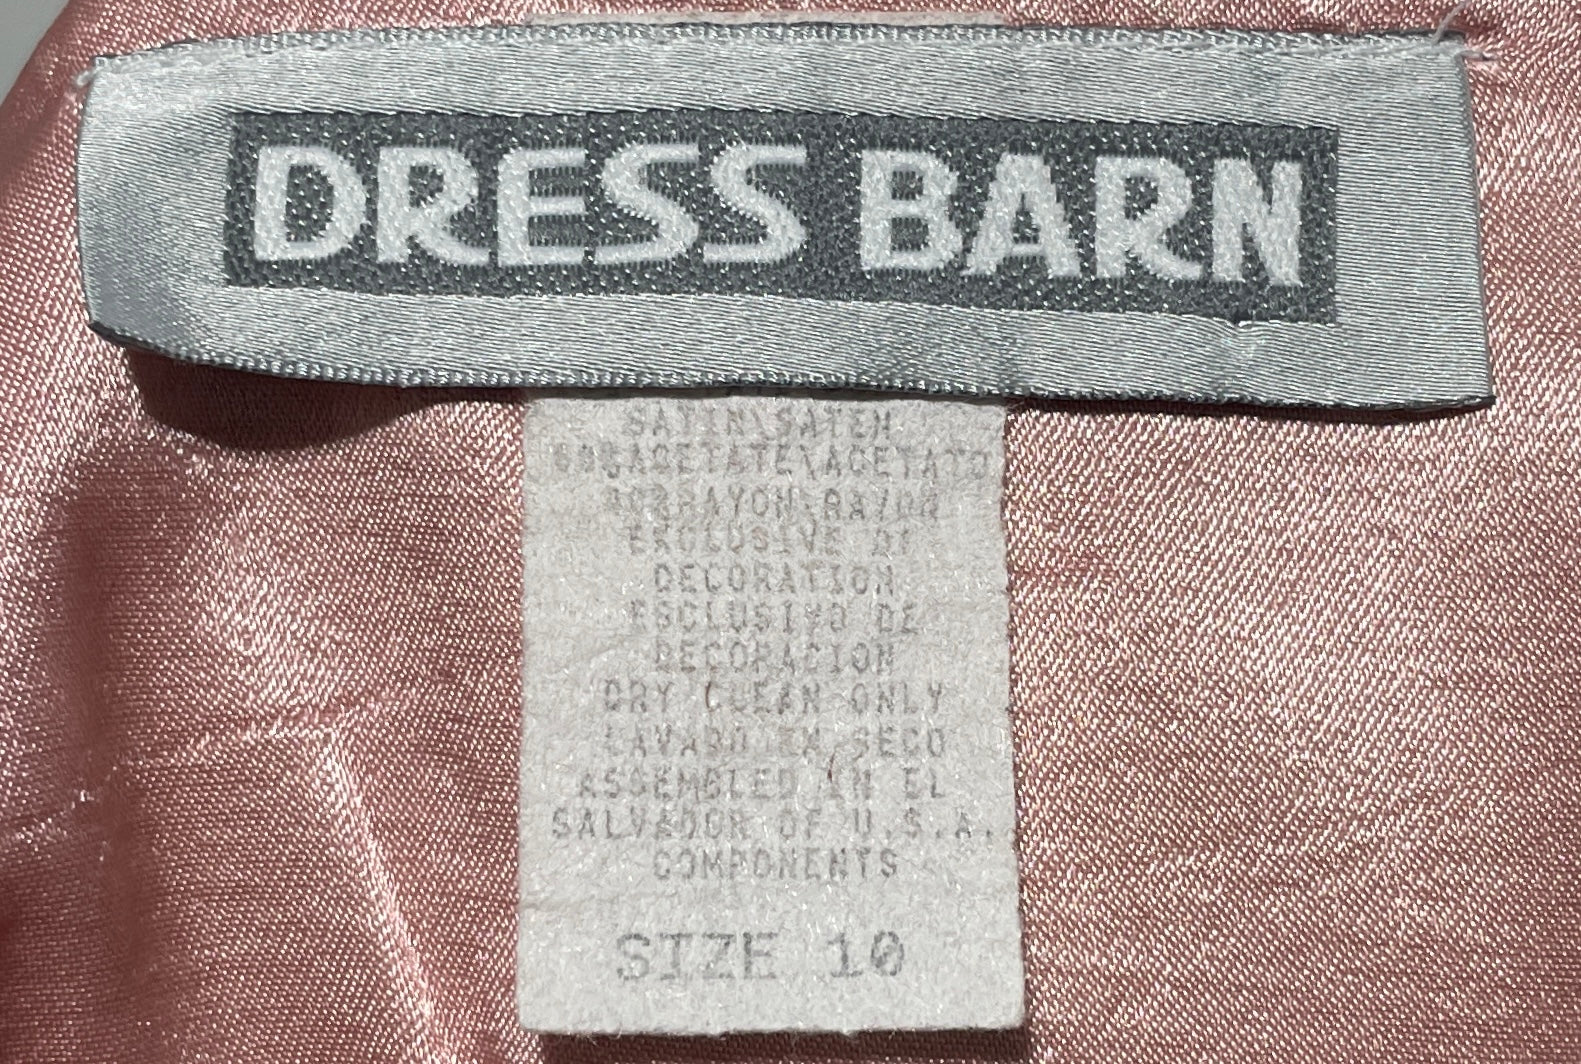 DRESS BARN
SATIN\SATEN
ACETATE\ACETATO
RAYON\RAYON
EXCLUSIVE OF
DECORATION
ESCLUSIVO DE
DECORACION
DRY CLEAN ONLY
LAVADO EN SECO
ASSEMBLED IN EL
SALVADOR OF U.S.A.
COMPONENTS
SIZE 10